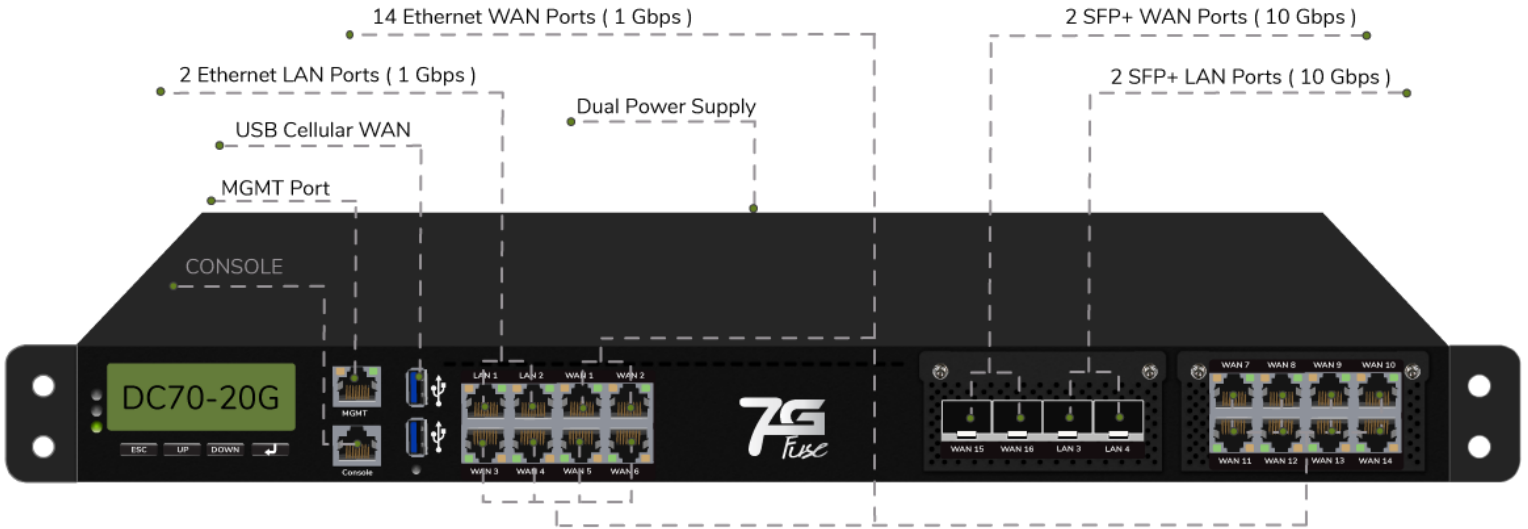 14 Ethernet WAN Ports ( 1 Gbps )
2 SFP+ WAN Ports ( 10 Gbps )
2 Ethernet LAN Ports ( 1 Gbps )
2 SFP+ LAN Ports ( 10 Gbps )
Dual Power Supply
USB Cellular WAN
MGMT Port
CONSOLE
DC70-20G
ESC UP DOWN
MGMT
Console
LAN 1 LAN 2 WAN 1 WAN 2
WAN 3 WAN 4 WAN 5 WAN 6
7G
Fuse
WAN 15 WAN 16 LAN 3 LAN 4
WAN 7 WAN 8 WAN 9 WAN 10
WAN 11 WAN 12 WAN 13 WAN 14